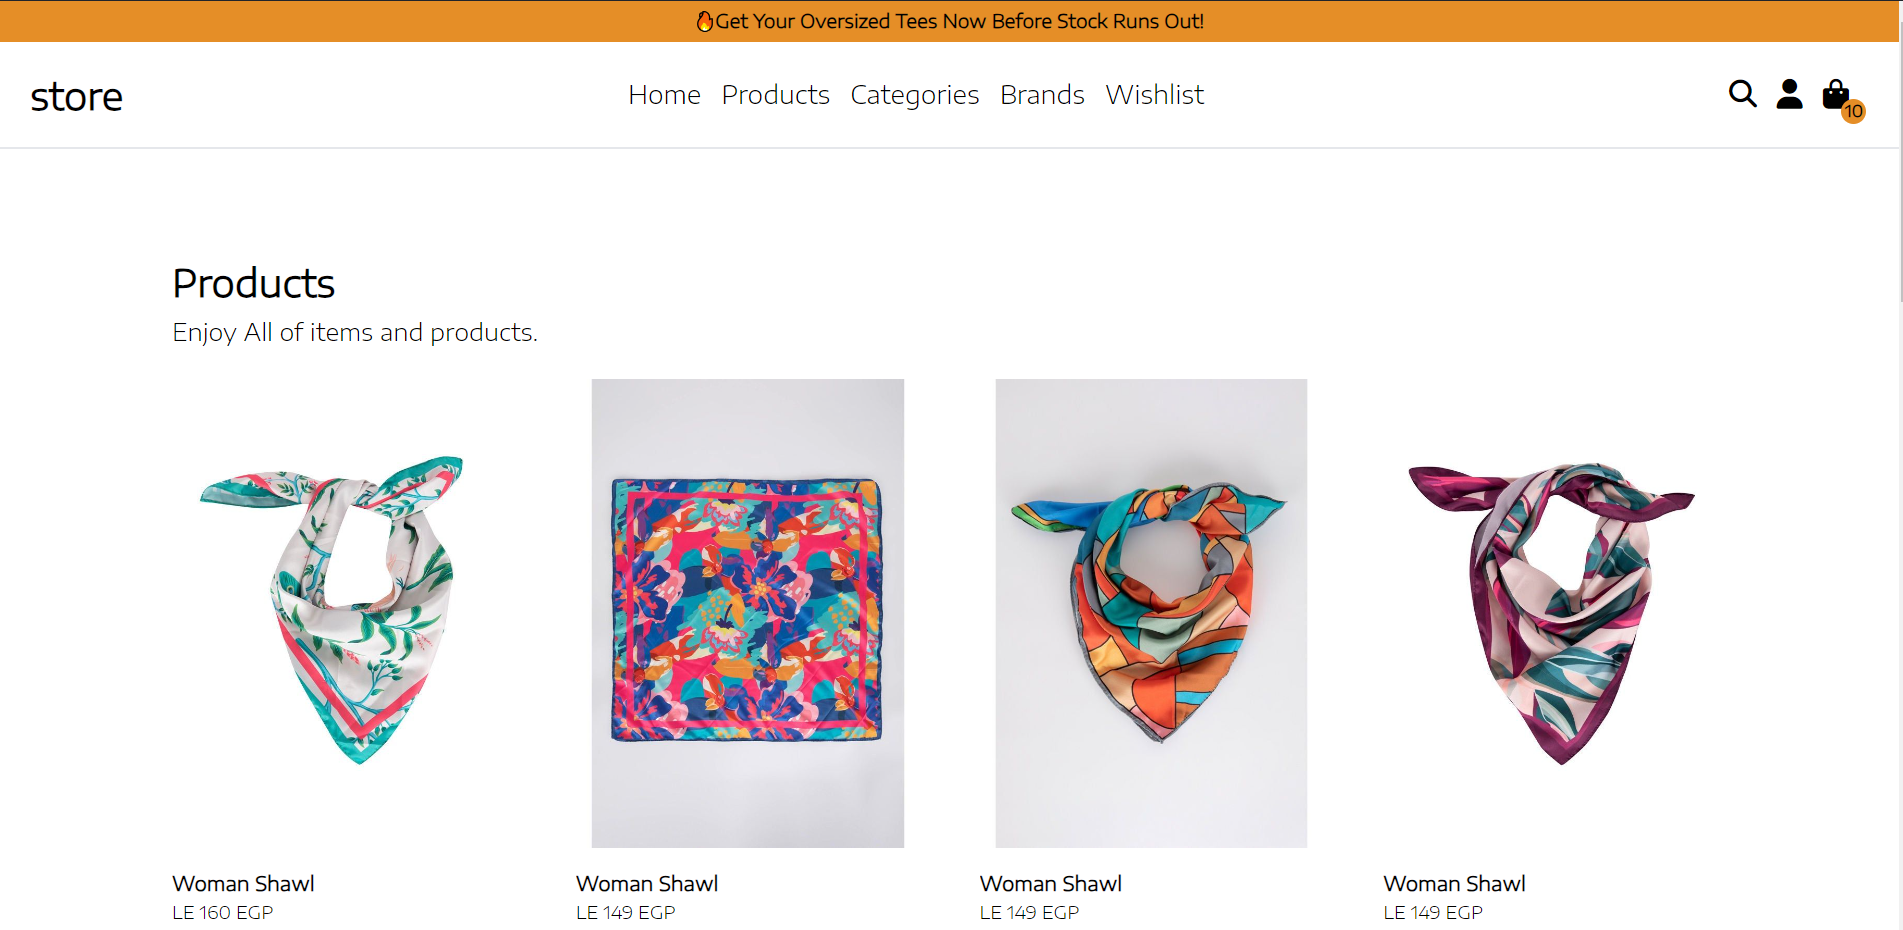 🔥Get Your Oversized Tees Now Before Stock Runs Out!
store
Home Products Categories Brands Wishlist
10
Products
Enjoy All of items and products.
Woman Shawl
LE 160 EGP
Woman Shawl
LE 149 EGP
Woman Shawl
LE 149 EGP
Woman Shawl
LE 149 EGP